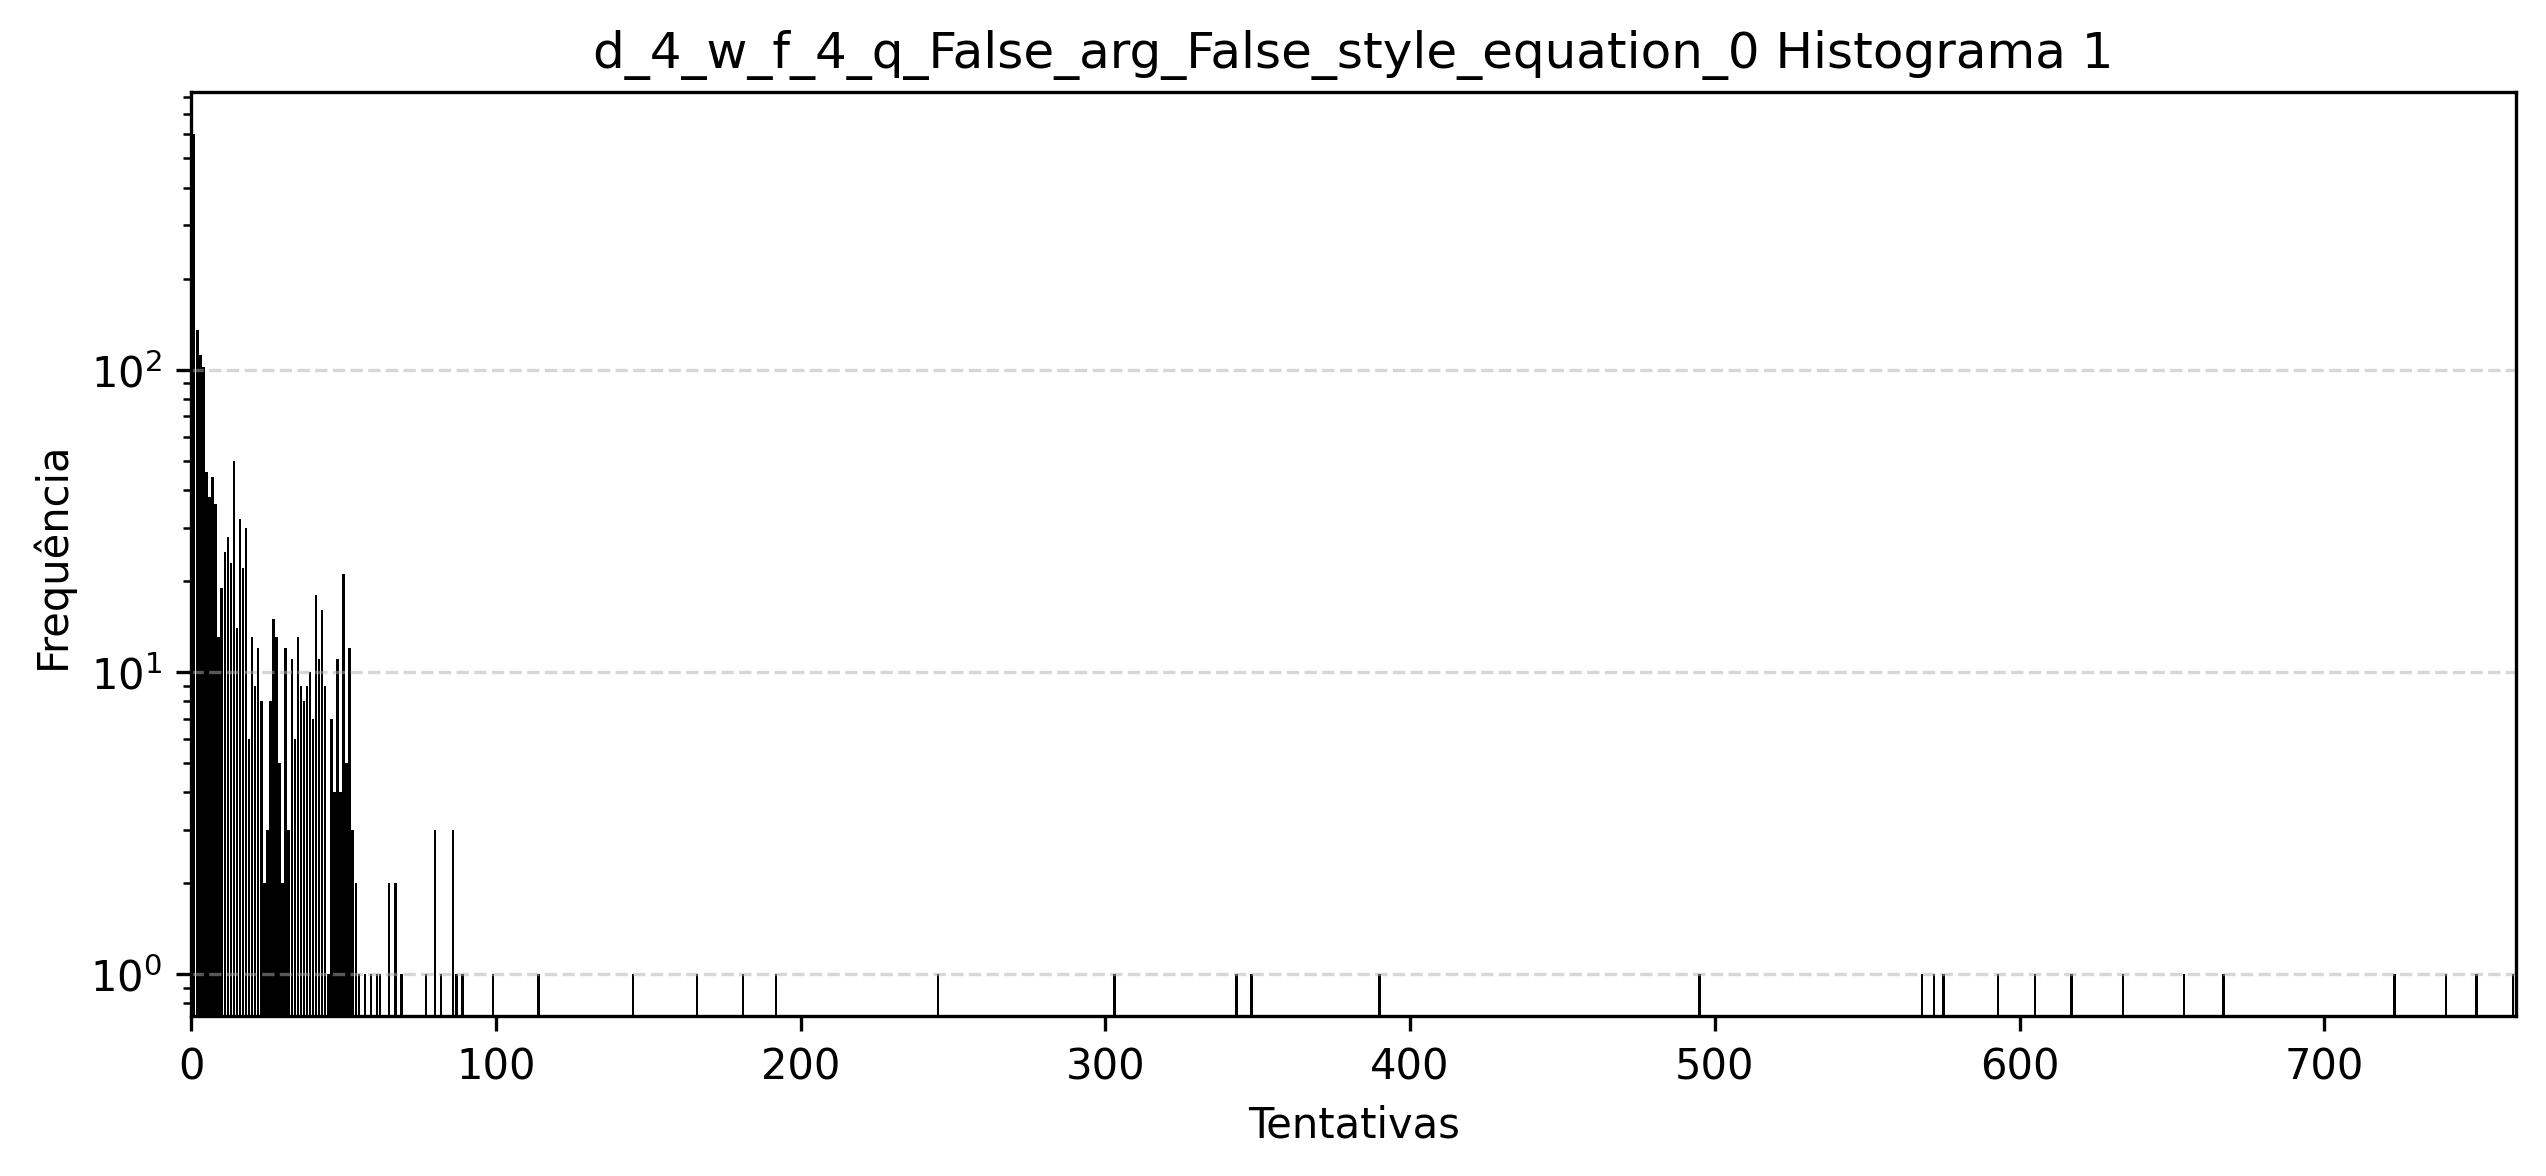 d_4_w_f_4_q_False_arg_False_style_equation_0 Histograma 1
Frequência
10²
10¹
10⁰
0 100 200 300 400 500 600 700
Tentativas